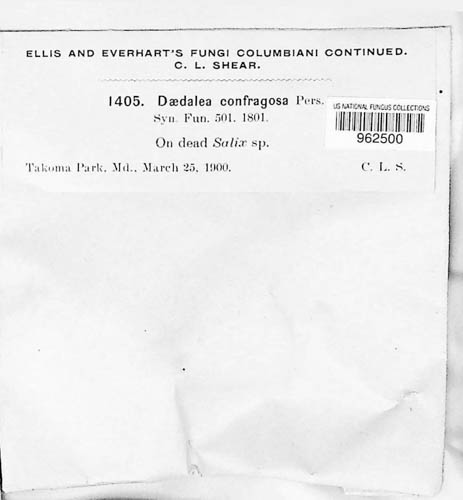 ELLIS AND EVERHART'S FUNGI COLUMBIANI CONTINUED.
C. L. SHEAR.
1405. Dædalea confragosa Pers.
Syn. Fun. 501. 1801.
US NATIONAL FUNGUS COLLECTIONS
962500
On dead Salix sp.
Takoma Park, Md., March 25, 1900. C. L. S.